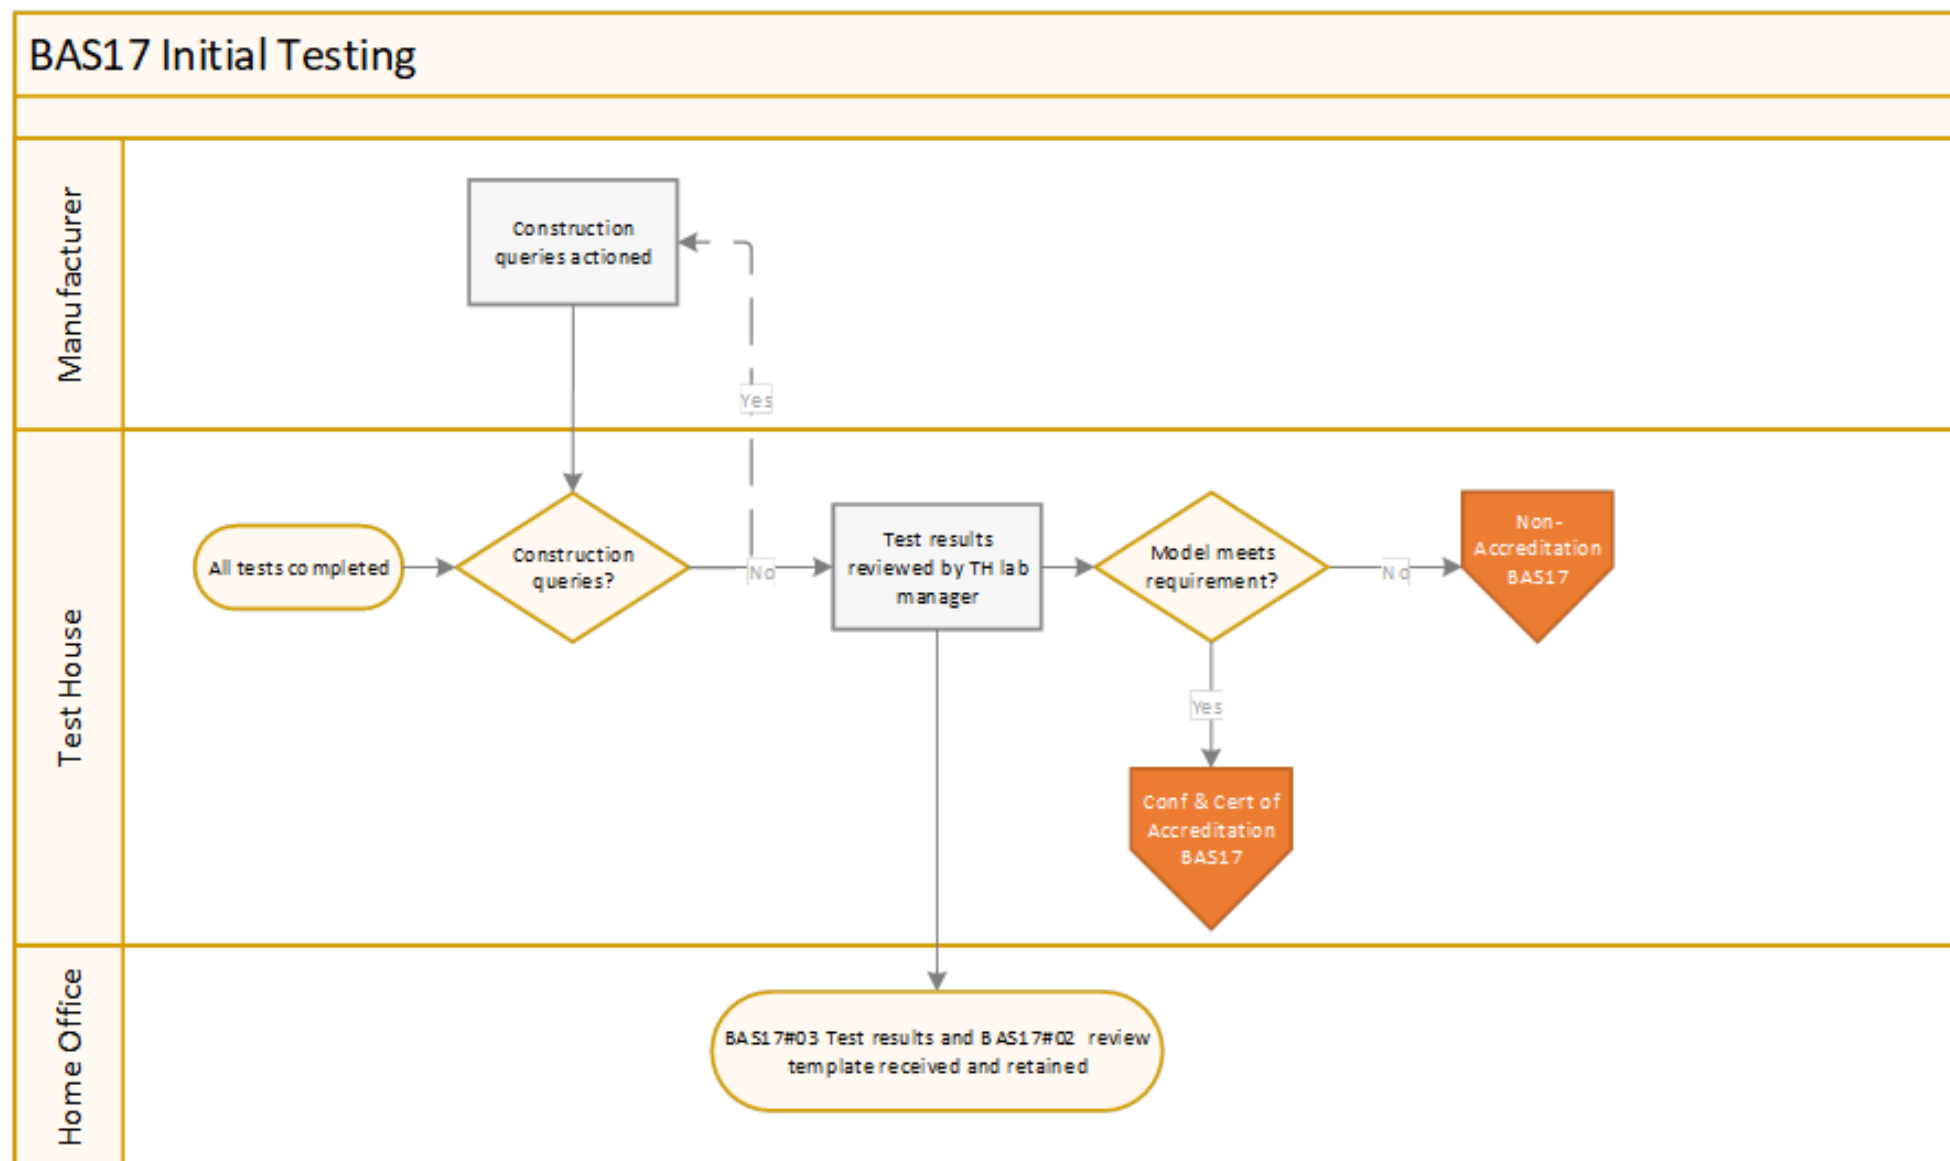 BAS17 Initial Testing
Manufacturer
Construction
queries actioned
Yes
Test House
All tests completed
Construction
queries?
No
Test results
reviewed by TH lab
manager
Model meets
requirement?
No
Non-
Accreditation
BAS17
Yes
Conf & Cert of
Accreditation
BAS17
Home Office
BAS17#03 Test results and BAS17#02 review
template received and retained